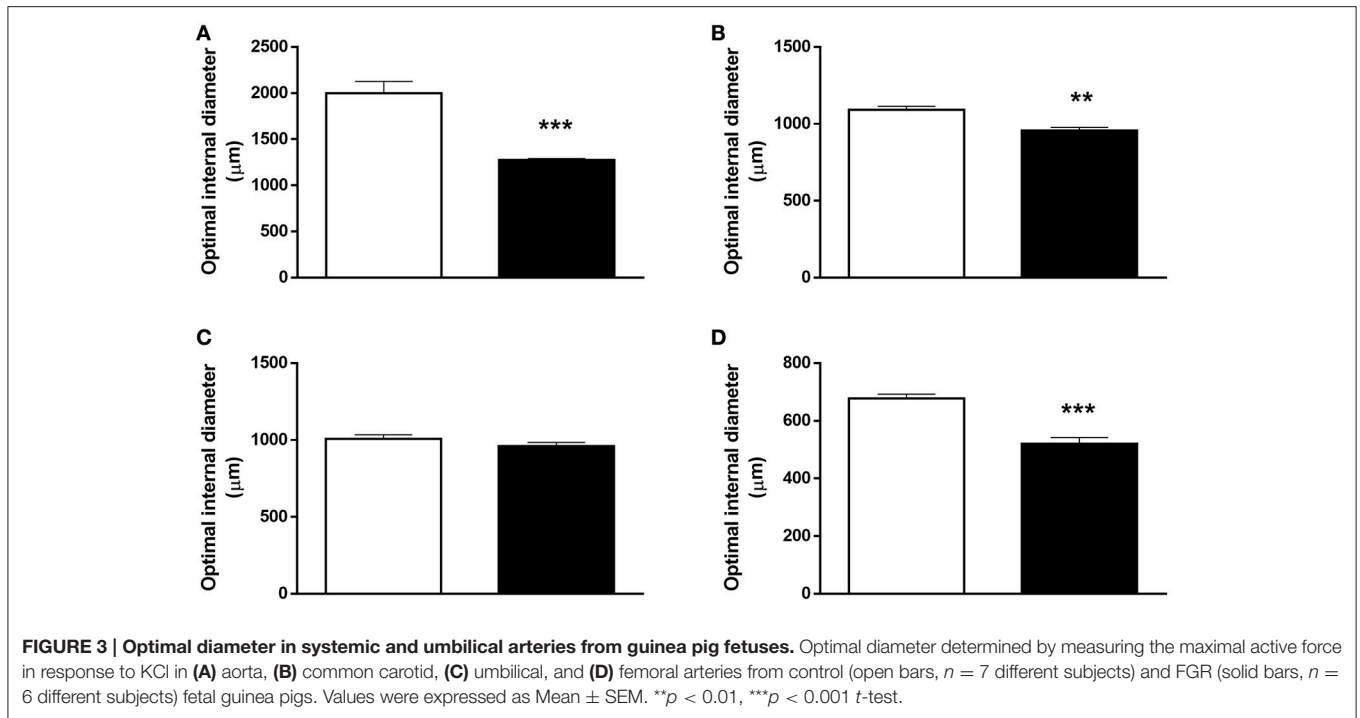 A
B
2500
2000
1500
1000
500
0
Optimal internal diameter
(μm)
***
1500
1000
500
0
Optimal internal diameter
(μm)
**
C
D
1500
1000
500
0
Optimal internal diameter
(μm)
800
600
400
200
0
Optimal internal diameter
(μm)
***
FIGURE 3 | Optimal diameter in systemic and umbilical arteries from guinea pig fetuses. Optimal diameter determined by measuring the maximal active force
in response to KCl in (A) aorta, (B) common carotid, (C) umbilical, and (D) femoral arteries from control (open bars, n = 7 different subjects) and FGR (solid bars, n =
6 different subjects) fetal guinea pigs. Values were expressed as Mean ± SEM. **p < 0.01, ***p < 0.001 t-test.